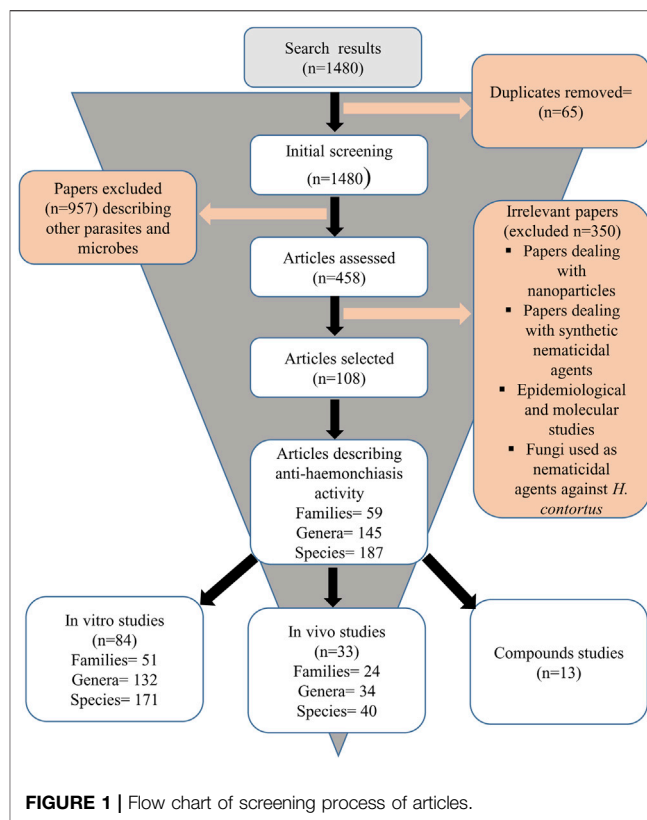 Search results
(n=1480)
Duplicates removed=
(n=65)
Initial screening
(n=1480)
Papers excluded
(n=957) describing
other parasites and
microbes
Articles assessed
(n=458)
Irrelevant papers
(excluded n=350)
▪ Papers dealing
with
nanoparticles
▪ Papers dealing
with synthetic
nematicidal
agents
▪ Epidemiological
and molecular
studies
▪ Fungi used as
nematicidal
agents against H.
contortus
Articles selected
(n=108)
Articles describing
anti-haemonchiasis
activity
Families= 59
Genera= 145
Species= 187
In vitro studies
(n=84)
Families= 51
Genera= 132
Species= 171
In vivo studies
(n=33)
Families= 24
Genera= 34
Species= 40
Compounds studies
(n=13)
FIGURE 1 | Flow chart of screening process of articles.